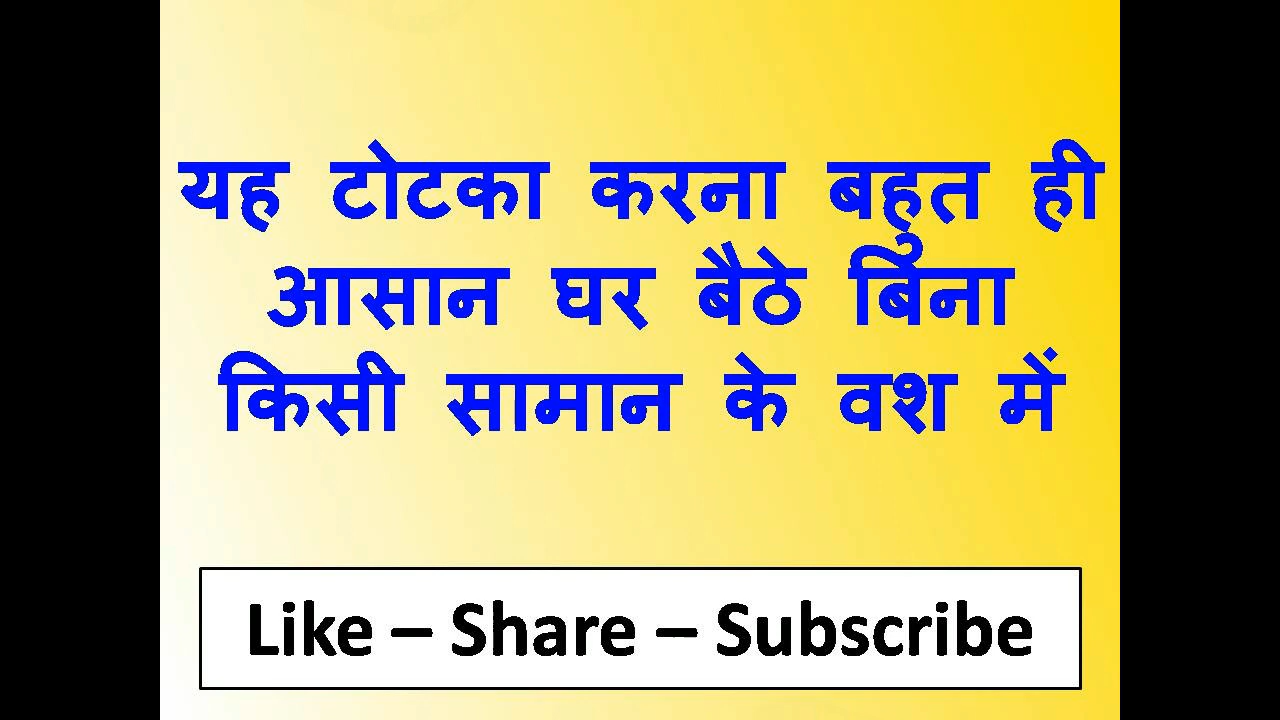 यह टोटका करना बहुत ही
आसान घर बैठे बिना
किसी सामान के वश में
Like – Share – Subscribe